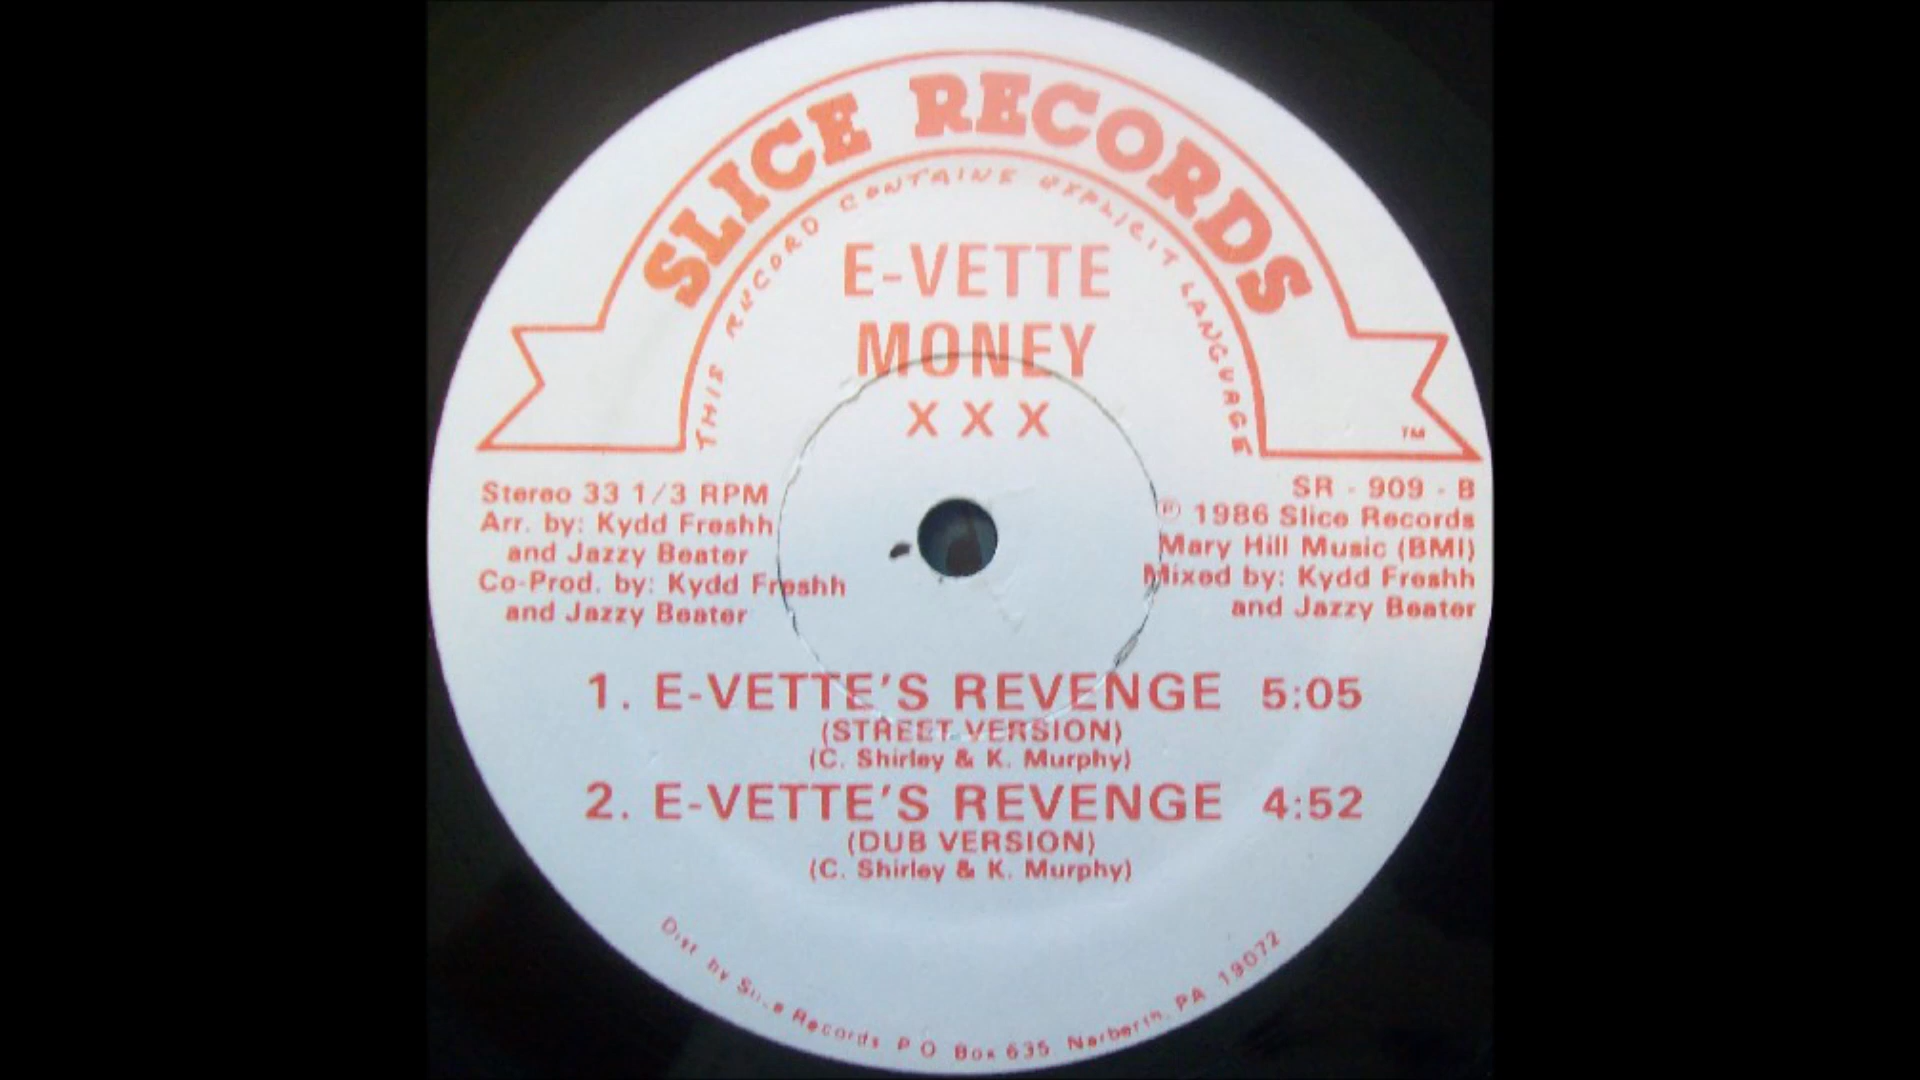 SLICE RECORDS
THIS RECORD CONTAINS EXPLICIT LANGUAGE
E-VETTE
MONEY
X X X
TM
Stereo 33 1/3 RPM
Arr. by: Kydd Freshh
and Jazzy Beater
Co-Prod. by: Kydd Freshh
and Jazzy Beater
SR - 909 - B
℗ 1986 Slice Records
Mary Hill Music (BMI)
Mixed by: Kydd Freshh
and Jazzy Beater
1. E-VETTE'S REVENGE 5:05
(STREET VERSION)
(C. Shirley & K. Murphy)
2. E-VETTE'S REVENGE 4:52
(DUB VERSION)
(C. Shirley & K. Murphy)
Dist. by Slice Records P.O. Box 635 Narberth, PA 19072